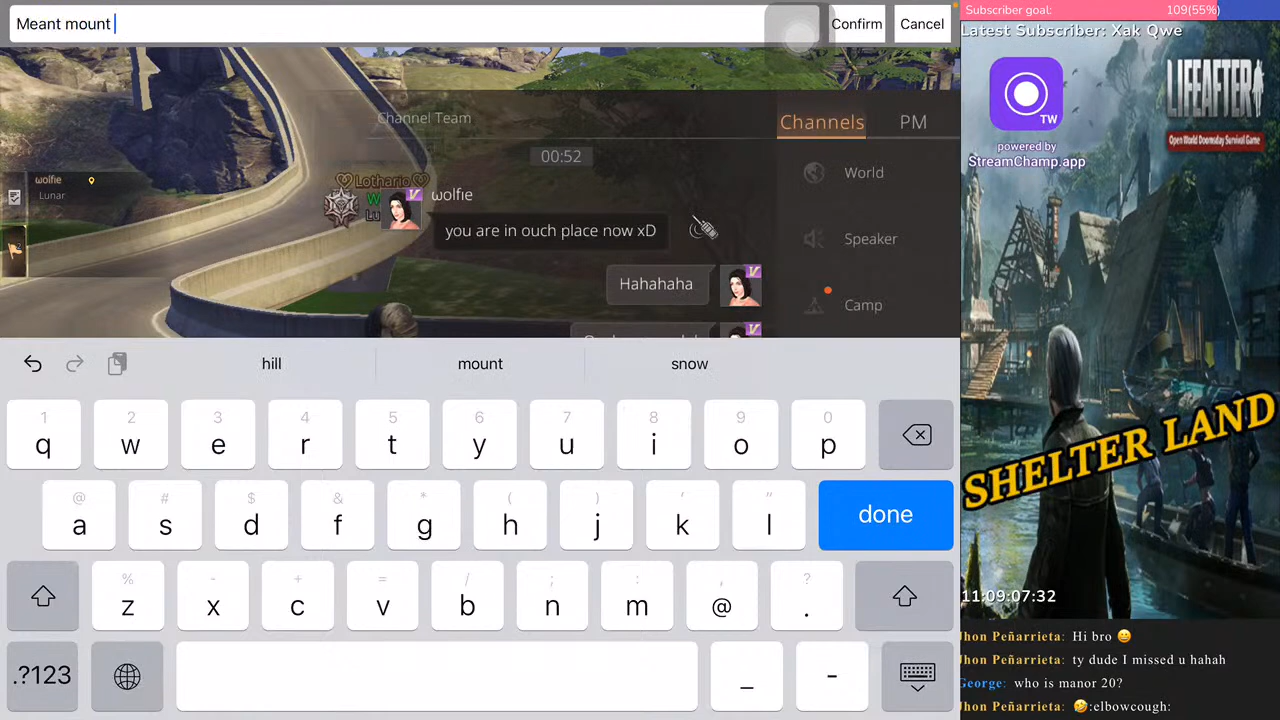 Meant mount
Confirm
Cancel
Channel Team
Channels
PM
00:52
World
ωolfie
Lunar
Lothario
W
Lu
ωolfie
you are in ouch place now xD
Speaker
Hahahaha
Camp
hill
mount
snow
1 2 3 4 5 6 7 8 9 0
q w e r t y u i o p
@ # $ & * ( ) ' "
a s d f g h j k l
done
% - + = / ; : , ?
z x c v b n m @ .
.?123
_
-
Subscriber goal:
109(55%)
Latest Subscriber: Xak Qwe
TW
powered by
StreamChamp.app
LIFEAFTER
Open World Doomsday Survival Game
SHELTER LAND
11:09:07:32
Jhon Peñarrieta: Hi bro 😄
Jhon Peñarrieta: ty dude I missed u hahah
George: who is manor 20?
Jhon Peñarrieta: 🤣:elbowcough: